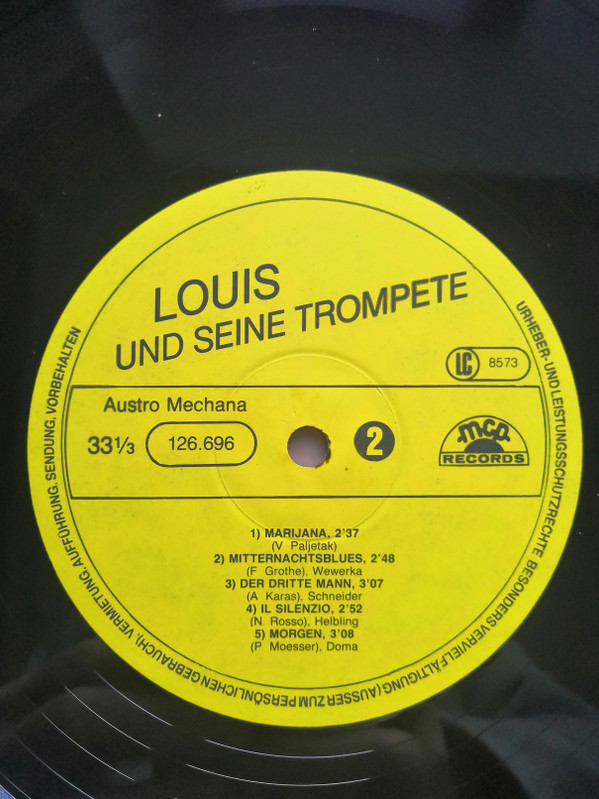 LOUIS
UND SEINE TROMPETE
LC 8573
Austro Mechana
33 1/3
126.696
2
mcp
RECORDS
1) MARIJANA, 2'37
(V Paljetak)
2) MITTERNACHTSBLUES, 2'48
(F Grothe), Wewerka
3) DER DRITTE MANN, 3'07
(A Karas), Schneider
4) IL SILENZIO, 2'52
(N. Rosso), Helbling
5) MORGEN, 3'08
(P Moesser), Doma
URHEBER- UND LEISTUNGSSCHUTZRECHTE BESONDERS VERVIELFÄLTIGUNG (AUSSER ZUM PERSÖNLICHEN GEBRAUCH), VERMIETUNG, AUFFÜHRUNG, SENDUNG, VORBEHALTEN